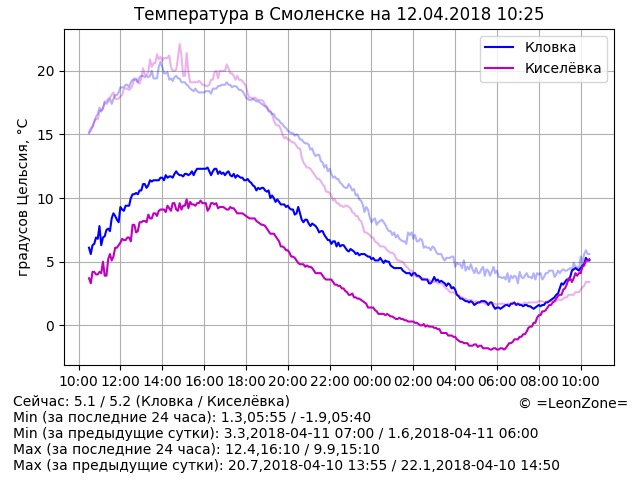 Температура в Смоленске на 12.04.2018 10:25
Кловка
Киселёвка
градусов Цельсия, °C
20
15
10
5
0
10:00 12:00 14:00 16:00 18:00 20:00 22:00 00:00 02:00 04:00 06:00 08:00 10:00
Сейчас: 5.1 / 5.2 (Кловка / Киселёвка)
© =LeonZone=
Min (за последние 24 часа): 1.3,05:55 / -1.9,05:40
Min (за предыдущие сутки): 3.3,2018-04-11 07:00 / 1.6,2018-04-11 06:00
Max (за последние 24 часа): 12.4,16:10 / 9.9,15:10
Max (за предыдущие сутки): 20.7,2018-04-10 13:55 / 22.1,2018-04-10 14:50